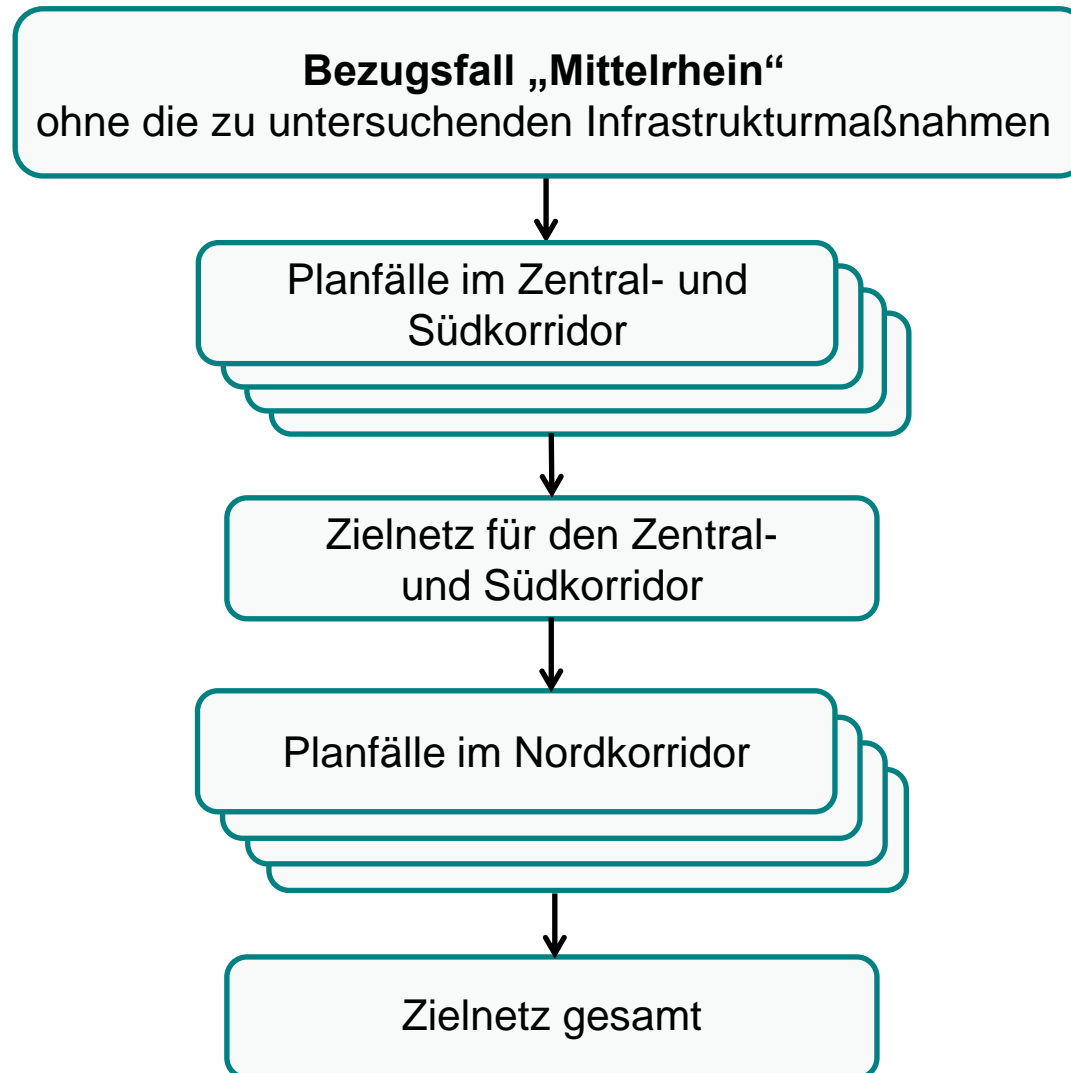 Bezugsfall „Mittelrhein“
ohne die zu untersuchenden Infrastrukturmaßnahmen
Planfälle im Zentral- und
Südkorridor
Zielnetz für den Zentral-
und Südkorridor
Planfälle im Nordkorridor
Zielnetz gesamt